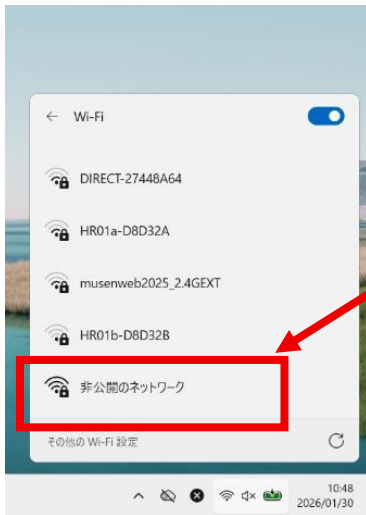 Wi-Fi
DIRECT-27448A64
HR01a-D8D32A
musenweb2025_2.4GEXT
HR01b-D8D32B
非公開のネットワーク
その他の Wi-Fi 設定
10:48
2026/01/30